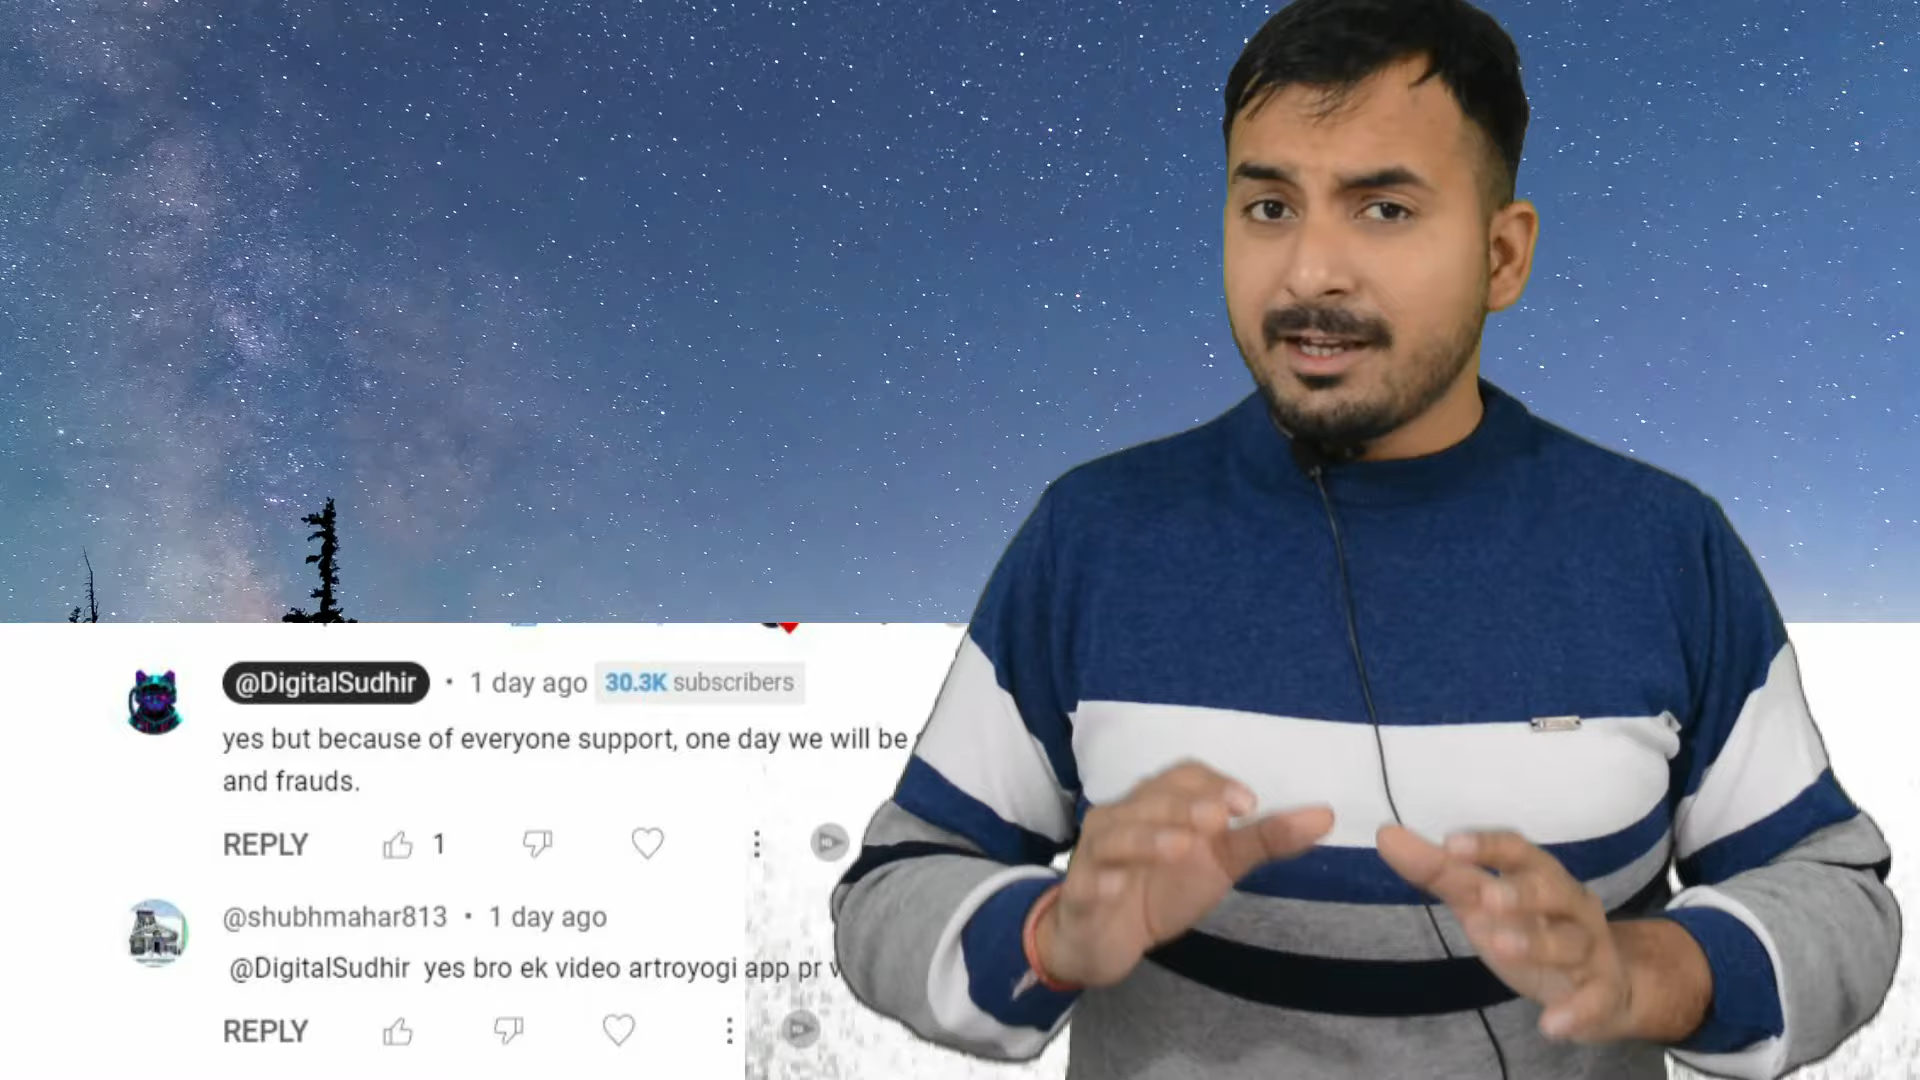 @DigitalSudhir • 1 day ago 30.3K subscribers
yes but because of everyone support, one day we will be
and frauds.
REPLY 1
@shubhmahar813 • 1 day ago
@DigitalSudhir yes bro ek video artroyogi app pr
REPLY